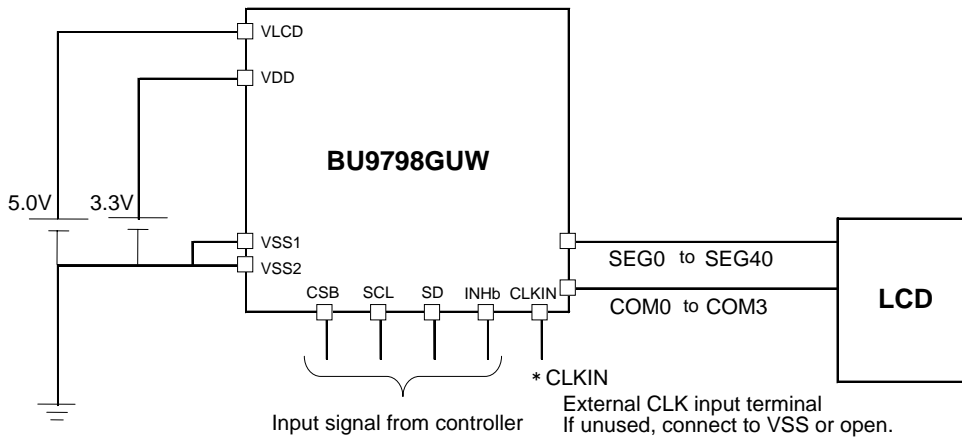 VLCD
VDD
BU9798GUW
5.0V
3.3V
VSS1
VSS2
SEG0 to SEG40
COM0 to COM3
LCD
CSB
SCL
SD
INHb
CLKIN
* CLKIN
External CLK input terminal
If unused, connect to VSS or open.
Input signal from controller